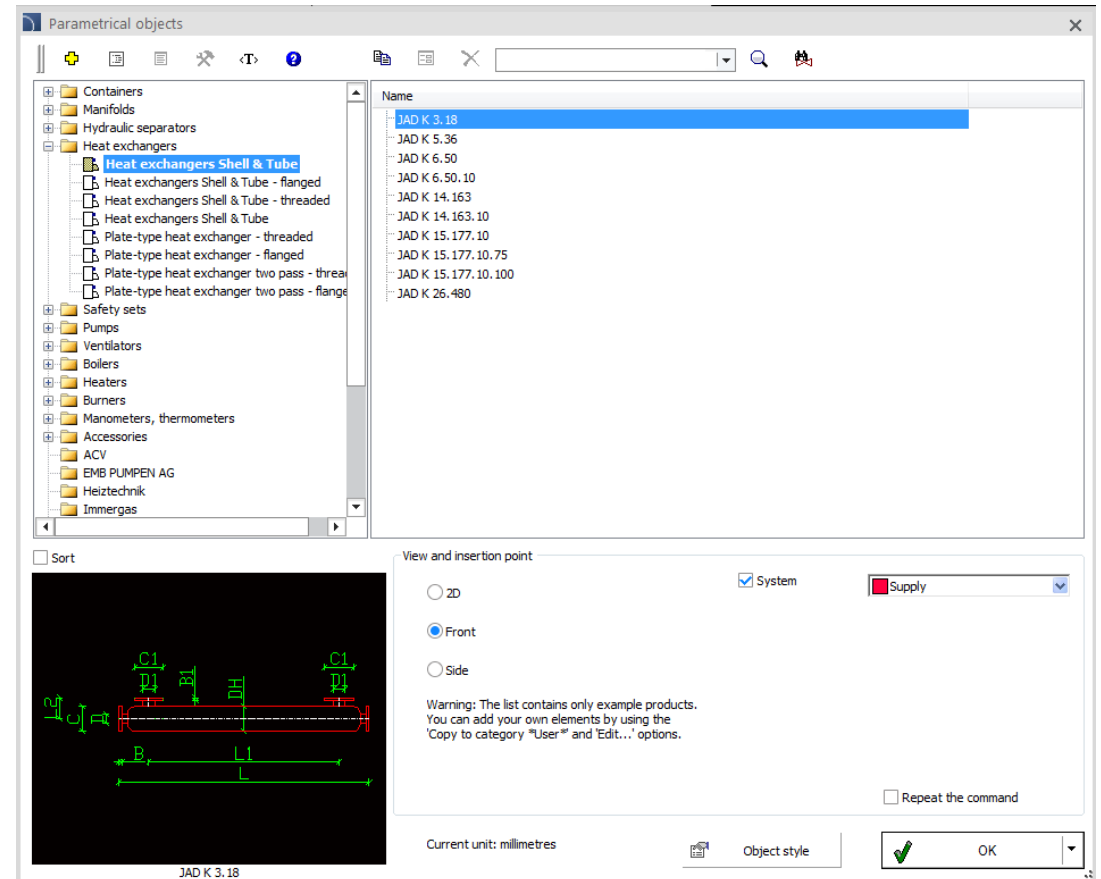 Parametrical objects
<T>
Containers
Manifolds
Hydraulic separators
Heat exchangers
Heat exchangers Shell & Tube
Heat exchangers Shell & Tube - flanged
Heat exchangers Shell & Tube - threaded
Heat exchangers Shell & Tube
Plate-type heat exchanger - threaded
Plate-type heat exchanger - flanged
Plate-type heat exchanger two pass - threa
Plate-type heat exchanger two pass - flange
Safety sets
Pumps
Ventilators
Boilers
Heaters
Burners
Manometers, thermometers
Accessories
ACV
EMB PUMPEN AG
Heiztechnik
Immergas
Name
JAD K 3.18
JAD K 5.36
JAD K 6.50
JAD K 6.50.10
JAD K 14.163
JAD K 14.163.10
JAD K 15.177.10
JAD K 15.177.10.75
JAD K 15.177.10.100
JAD K 26.480
Sort
C1 C1
D1 B1 DH D1
L2 C D
B L1
L
JAD K 3.18
View and insertion point
2D
Front
Side
System
Supply
Warning: The list contains only example products.
You can add your own elements by using the
'Copy to category *User*' and 'Edit...' options.
Repeat the command
Current unit: millimetres
Object style
OK